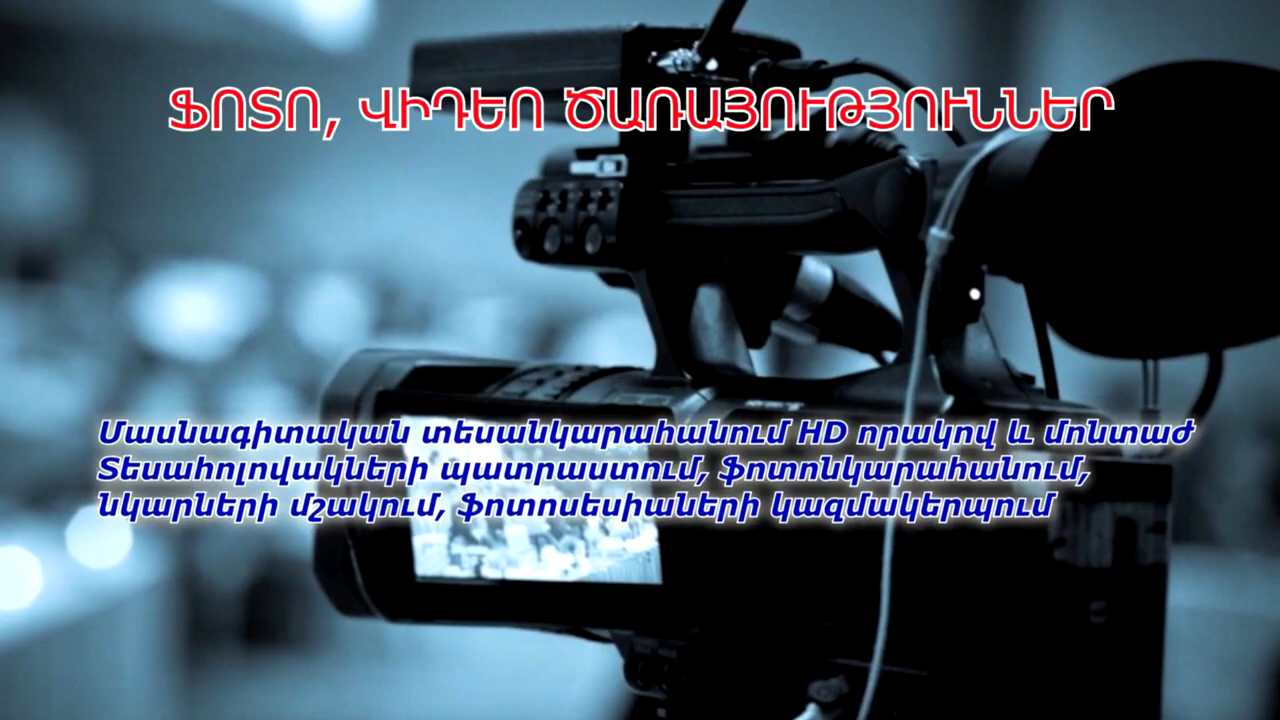 ՖՈՏՈ, ՎԻԴԵՈ ԾԱՌԱՅՈՒԹՅՈՒՆՆԵՐ
Մասնագիտական տեսանկարահանում HD որակով և մոնտաժ
Տեսահոլովակների պատրաստում, ֆոտոնկարահանում,
նկարների մշակում, ֆոտոսեսիաների կազմակերպում